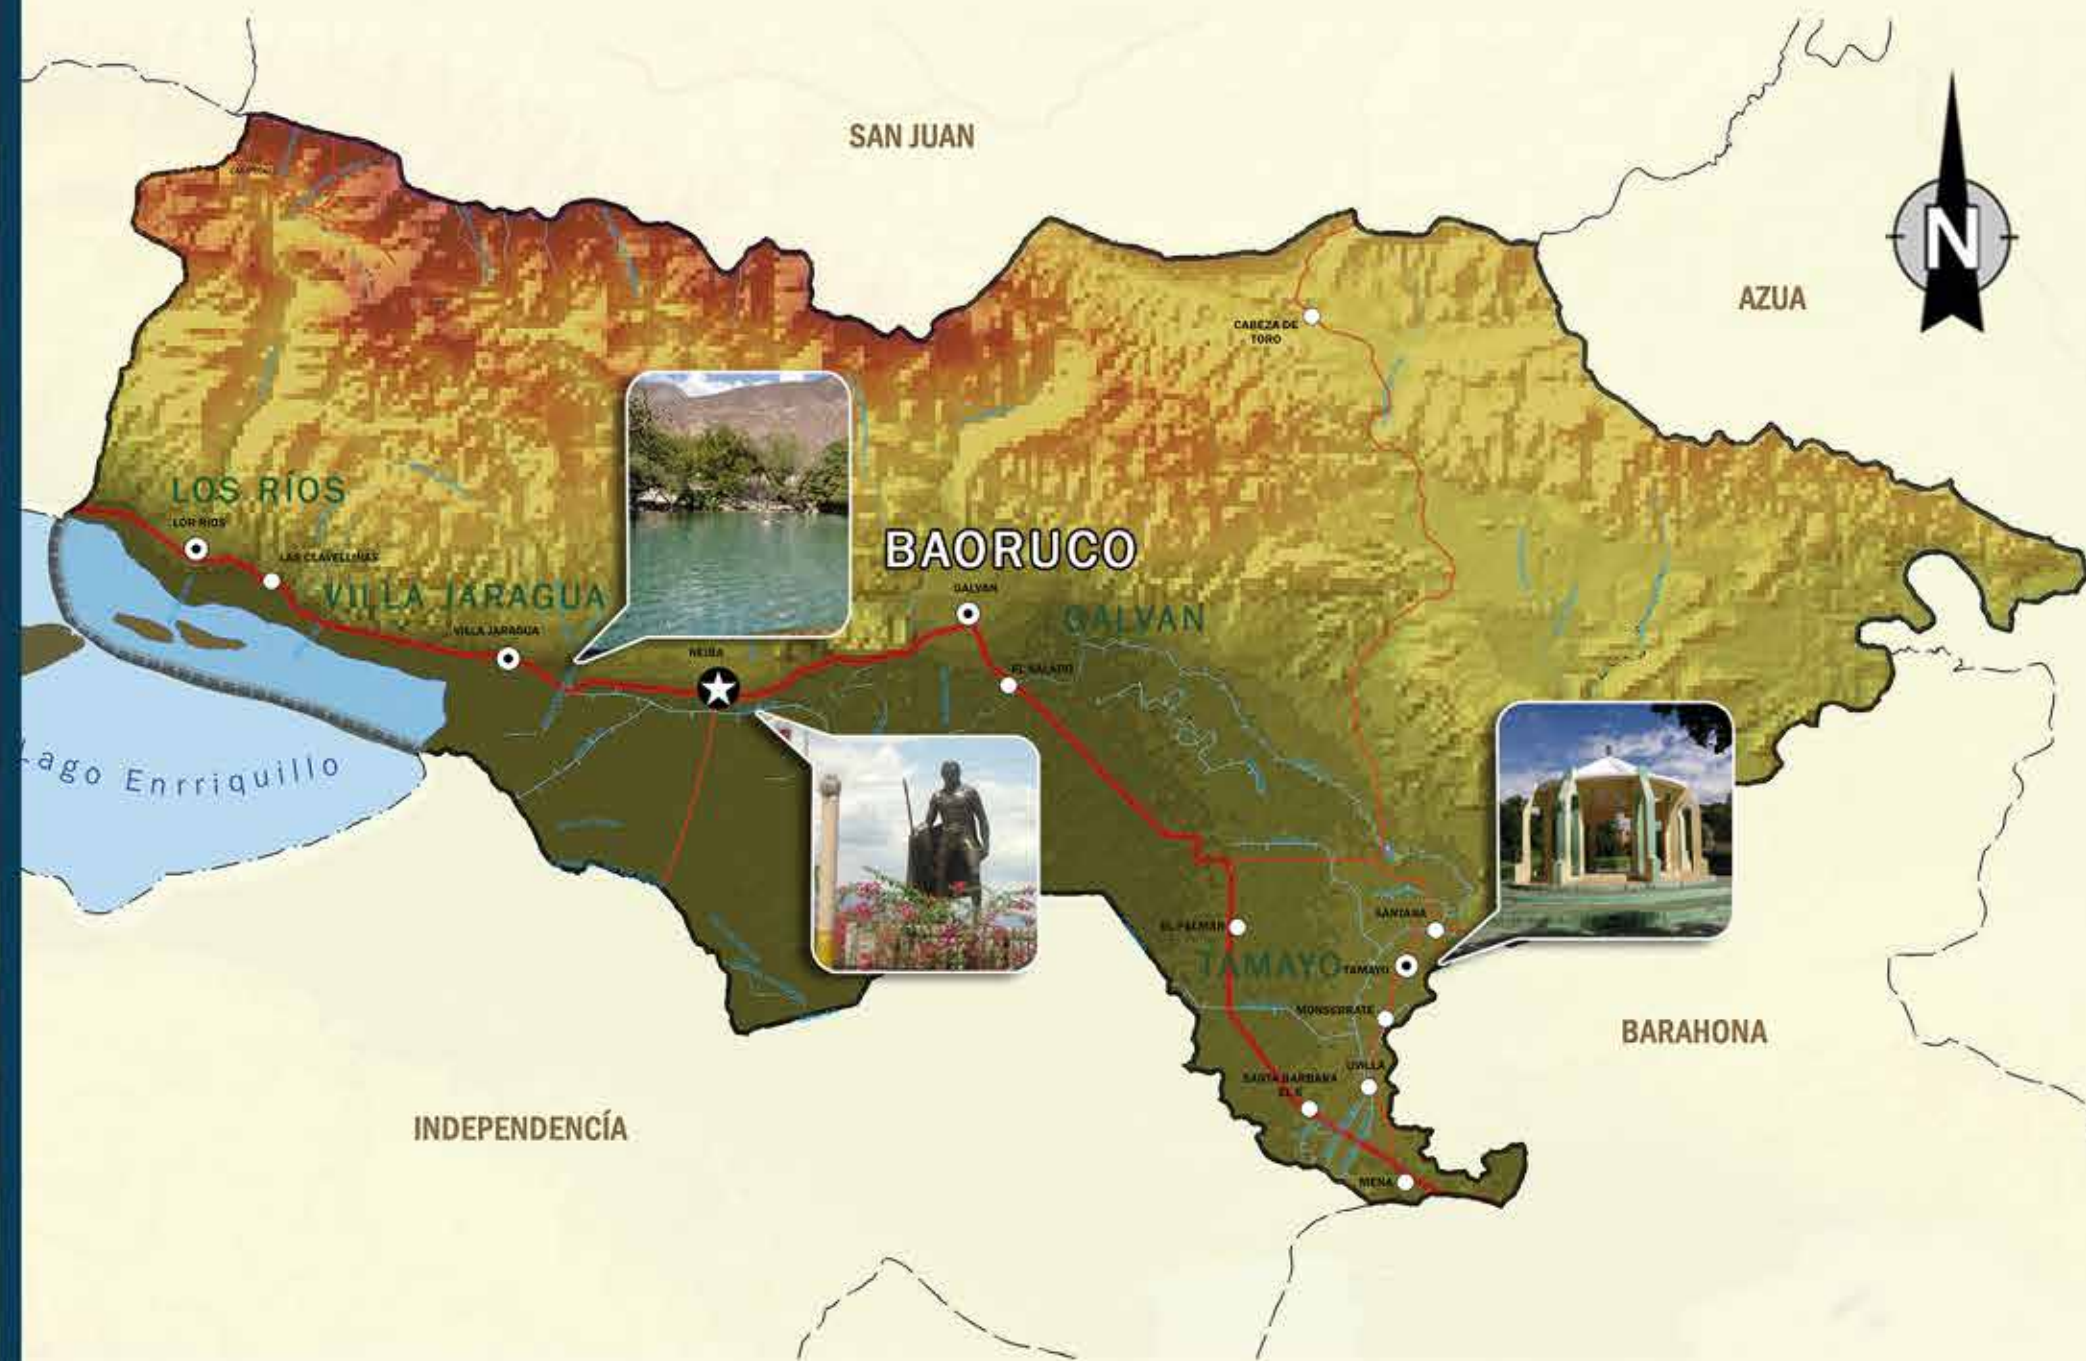 SAN JUAN
N
AZUA
CABEZA DE
TORO
LOS RÍOS
LOR RIOS
LAS CLAVELLINAS
BAORUCO
GALVAN
VILLA JARAGUA
GALVAN
VILLA JARAGUA
NEIBA
EL SALADO
Lago Enrriquillo
SANTANA
EL PALMAR
TAMAYO
TAMAYO
MONSERRATE
BARAHONA
UVILLA
SANTA BARBARA
EL 6
INDEPENDENCÍA
MENA